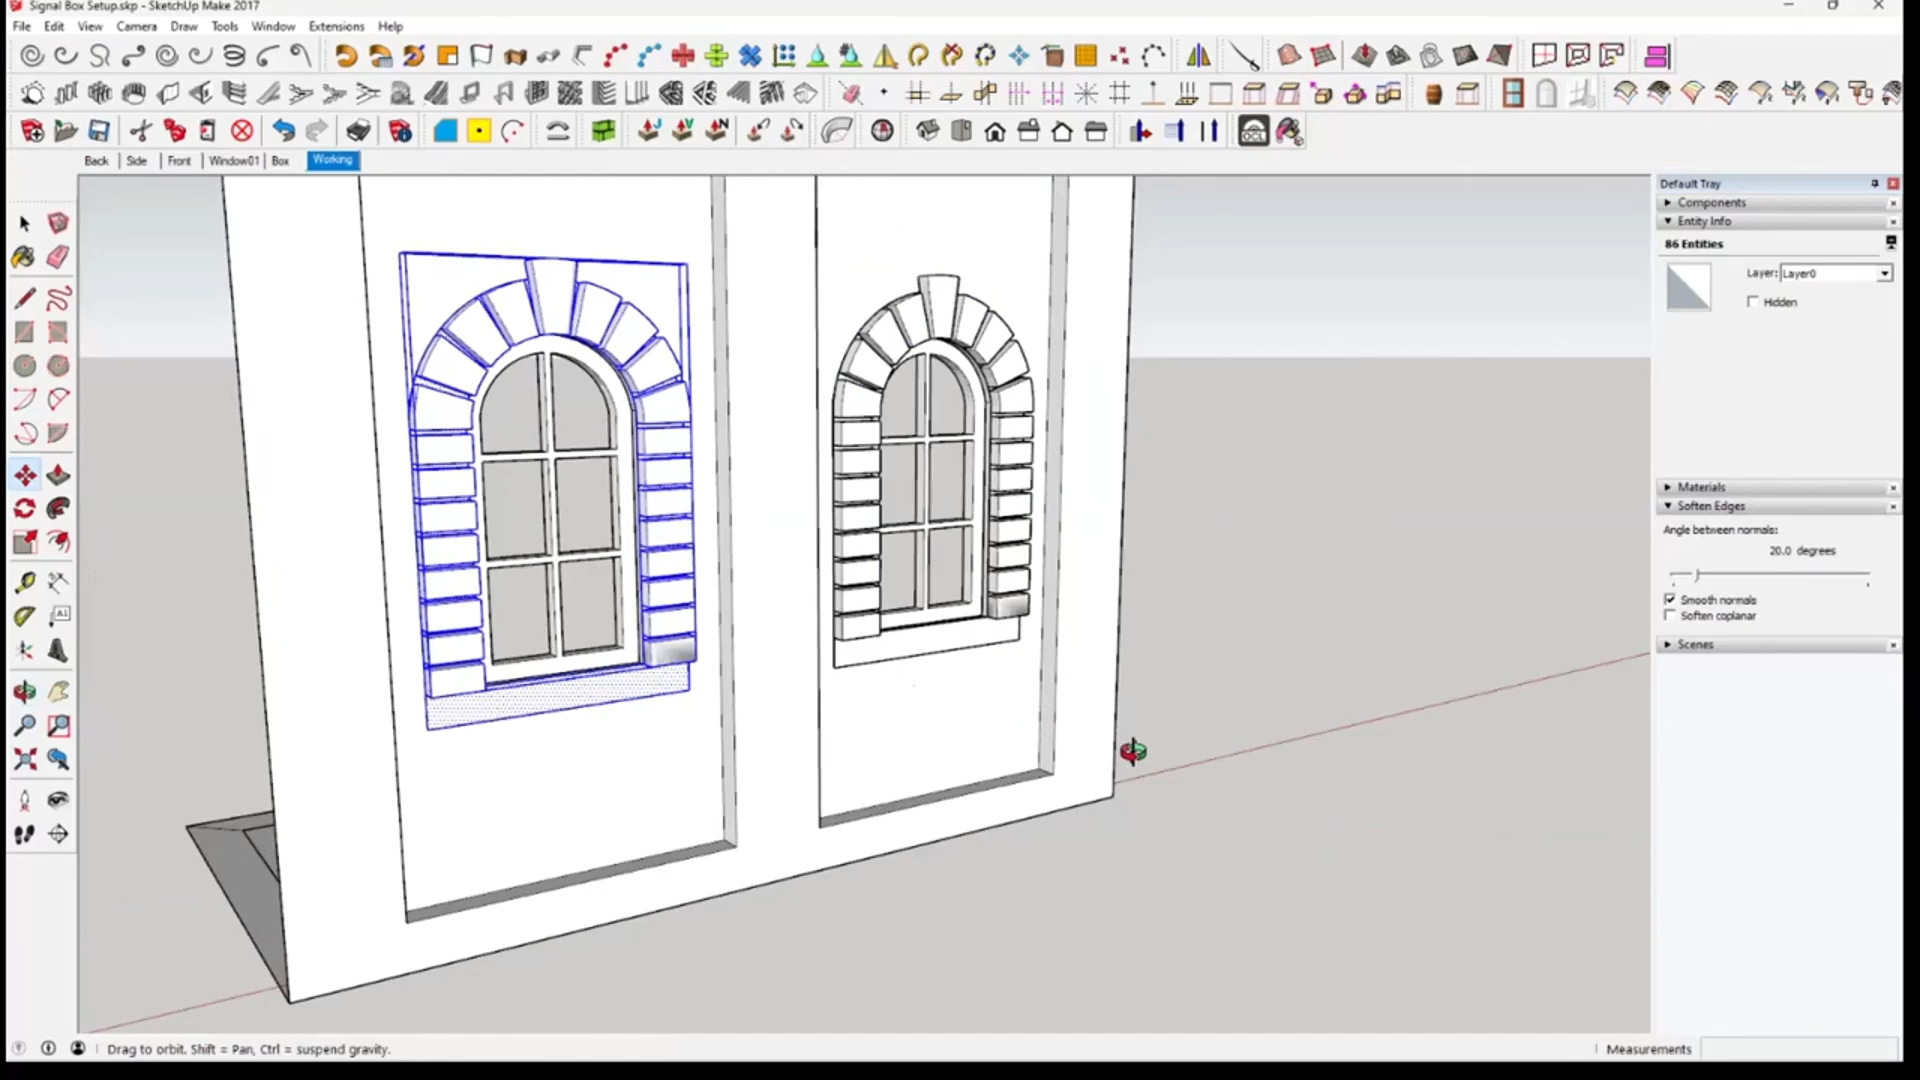 Signal Box Setup.skp - SketchUp Make 2017
File Edit View Camera Draw Tools Window Extensions Help
Back Side Front Window01 Box Working
Default Tray
Components
Entity Info
86 Entities
Layer: Layer0
Hidden
Materials
Soften Edges
Angle between normals:
20.0 degrees
Smooth normals
Soften coplanar
Scenes
Drag to orbit. Shift = Pan, Ctrl = suspend gravity.
Measurements